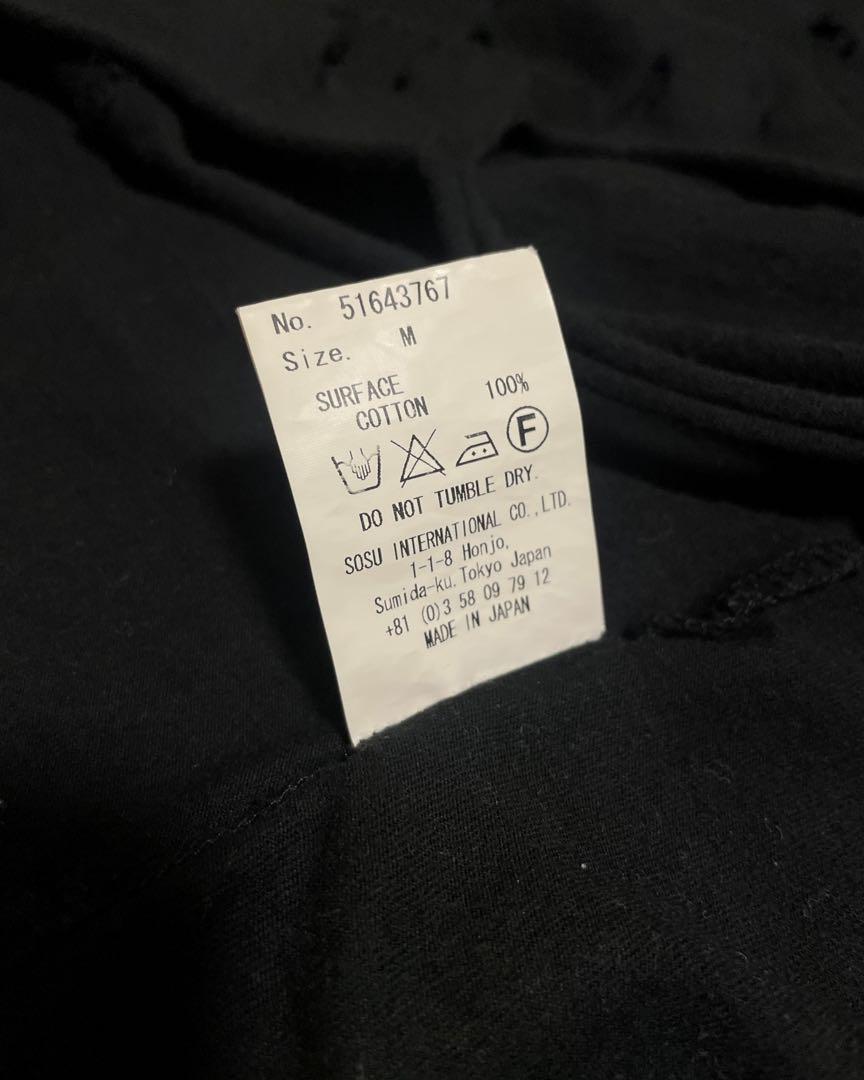 No. 51643767
Size. M
SURFACE
COTTON 100%
F
DO NOT TUMBLE DRY.
SOSU INTERNATIONAL CO.,LTD.
1-1-8 Honjo,
Sumida-ku.Tokyo Japan
+81 (0)3 58 09 79 12
MADE IN JAPAN